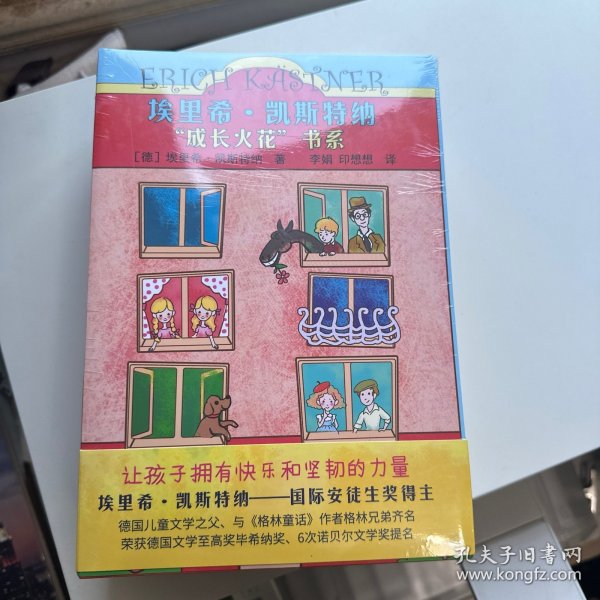 ERICH KÄSTNER
埃里希·凯斯特纳
“成长火花”书系
[德] 埃里希·凯斯特纳 著 李娟 印想想 译
让孩子拥有快乐和坚韧的力量
埃里希·凯斯特纳——国际安徒生奖得主
德国儿童文学之父、与《格林童话》作者格林兄弟齐名
荣获德国文学至高奖毕希纳奖、6次诺贝尔文学奖提名
孔夫子旧书网
www.kongfz.com